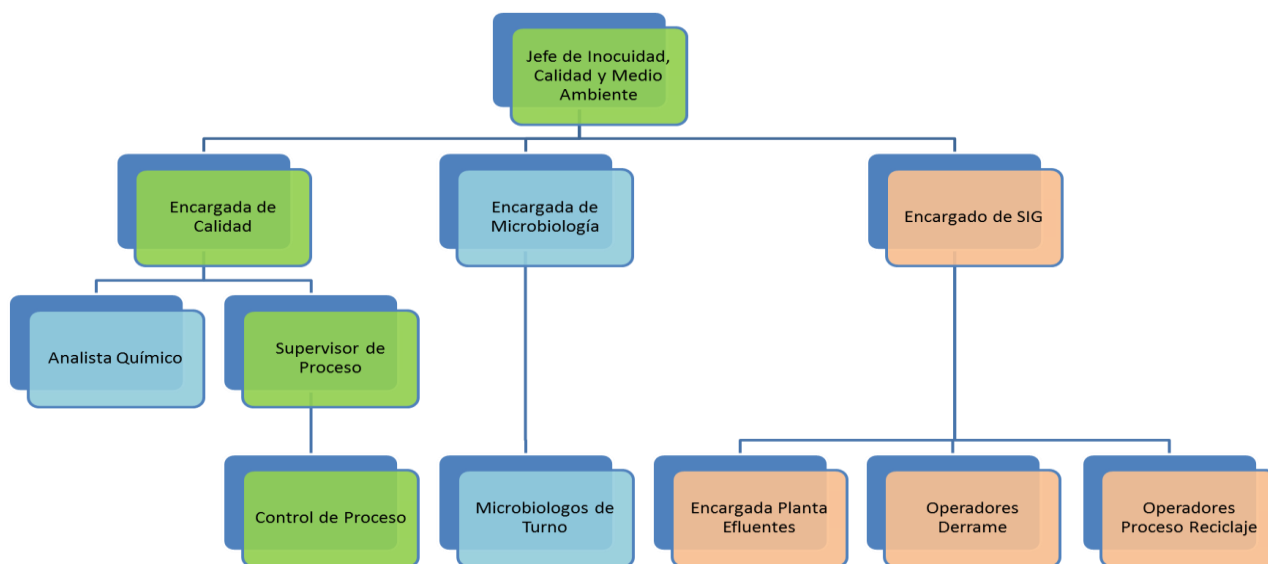 Jefe de Inocuidad,
Calidad y Medio
Ambiente
Encargada de
Calidad
Encargada de
Microbiología
Encargado de SIG
Analista Químico
Supervisor de
Proceso
Control de Proceso
Microbiologos de
Turno
Encargada Planta
Efluentes
Operadores
Derrame
Operadores
Proceso Reciclaje